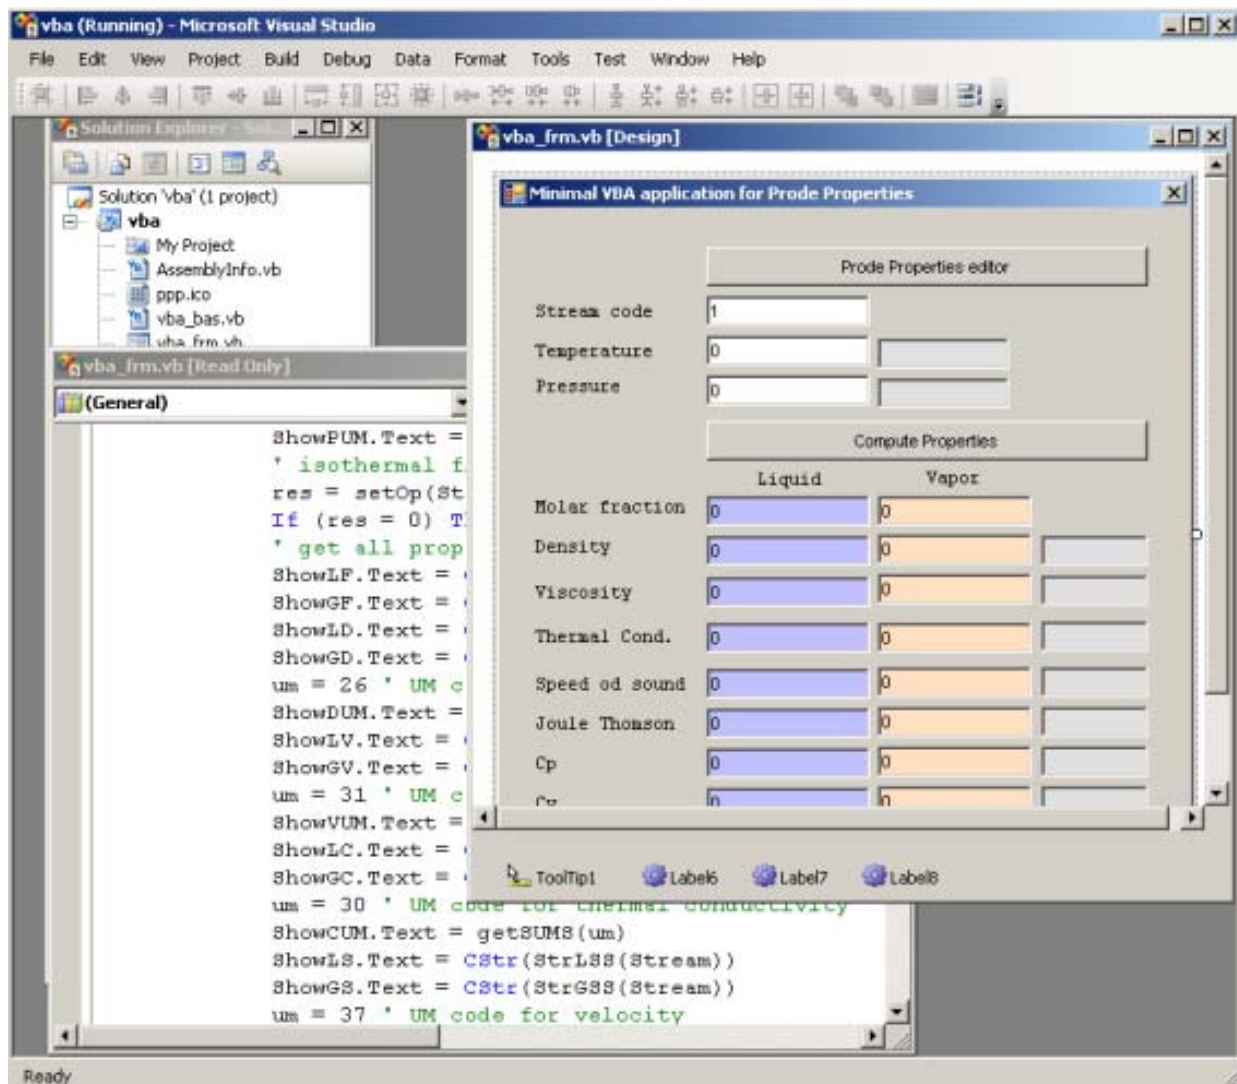 vba (Running) - Microsoft Visual Studio
File Edit View Project Build Debug Data Format Tools Test Window Help
Solution Explorer -
Solution 'vba' (1 project)
vba
My Project
AssemblyInfo.vb
ppp.ico
vba_bas.vb
vba_frm.vb
vba_frm.vb [Read Only]
(General)
ShowPUM.Text =
' isothermal f
res = setOp(St
If (res = 0) T
' get all prop
ShowLF.Text =
ShowGF.Text =
ShowLD.Text =
ShowGD.Text =
um = 26 ' UM c
ShowDUM.Text =
ShowLV.Text =
ShowGV.Text =
um = 31 ' UM c
ShowVUM.Text =
ShowLC.Text =
ShowGC.Text =
um = 30 ' UM code for thermal conductivity
ShowCUM.Text = getSUMS(um)
ShowLS.Text = CStr(StrLSS(Stream))
ShowGS.Text = CStr(StrGSS(Stream))
um = 37 ' UM code for velocity
vba_frm.vb [Design]
Minimal VBA application for Prode Properties
Prode Properties editor
Stream code 1
Temperature 0
Pressure 0
Compute Properties
Liquid Vapor
Molar fraction 0 0
Density 0 0
Viscosity 0 0
Thermal Cond. 0 0
Speed od sound 0 0
Joule Thomson 0 0
Cp 0 0
Cv 0 0
ToolTip1 Label6 Label7 Label8
Ready